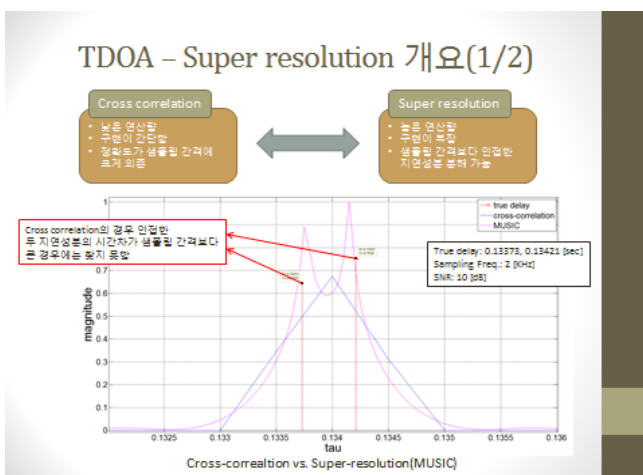 TDOA – Super resolution 개요(1/2)
Cross correlation
• 낮은 연산량
• 구현이 간단함
• 정확도가 샘플링 간격에
크게 의존
Super resolution
• 높은 연산량
• 구현이 복잡
• 샘플링 간격보다 인접한
지연성분 분해 가능
Cross correlation의 경우 인접한
두 지연성분의 시간차가 샘플링 간격보다
큰 경우에는 찾지 못함
true delay
cross-correlation
MUSIC
True delay: 0.13373, 0.13421 [sec]
Sampling Freq.: 2 [KHz]
SNR: 10 [dB]
magnitude
1
0.7
0.6
0.5
0.4
0.3
0.2
0.1
0
0.1325
0.133
0.1335
0.134
0.1345
0.135
0.1355
0.136
tau
Cross-correaltion vs. Super-resolution(MUSIC)